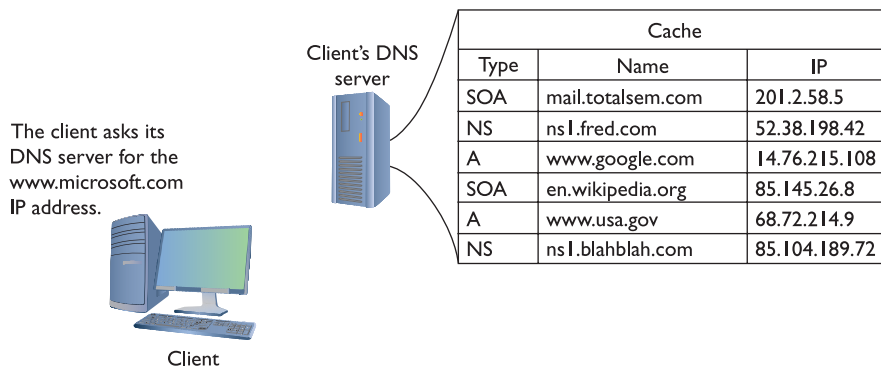 Client's DNS
server
The client asks its
DNS server for the
www.microsoft.com
IP address.
Client
Cache
Type Name IP
SOA mail.totalsem.com 201.2.58.5
NS ns1.fred.com 52.38.198.42
A www.google.com 14.76.215.108
SOA en.wikipedia.org 85.145.26.8
A www.usa.gov 68.72.214.9
NS ns1.blahblah.com 85.104.189.72